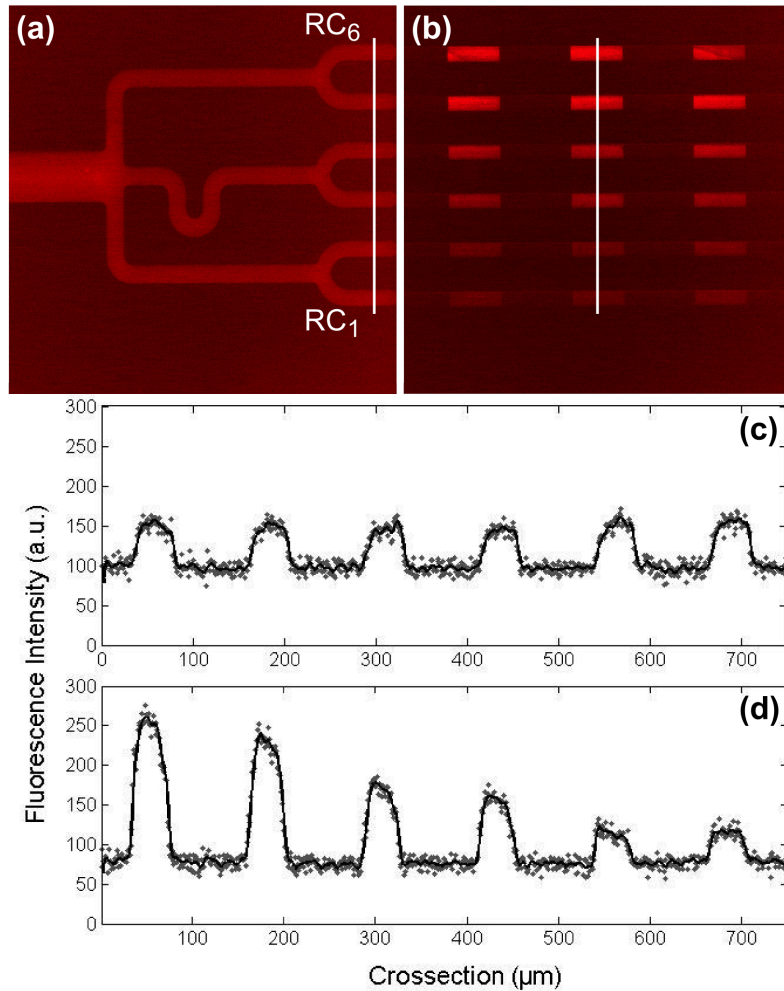 (a)
RC6
RC1
(b)
300
250
200
150
100
50
0
0 100 200 300 400 500 600 700
(c)
300
250
200
150
100
50
0
100 200 300 400 500 600 700
(d)
Fluorescence Intensity (a.u.)
Crossection (µm)